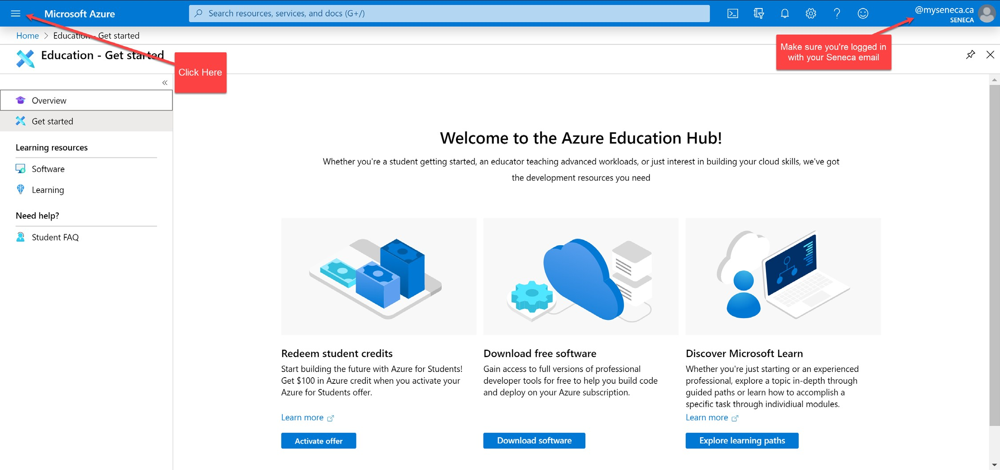 Microsoft Azure
Search resources, services, and docs (G+/)
@myseneca.ca
SENECA
Home > Education - Get started
Education - Get started
Click Here
Make sure you're logged in
with your Seneca email
Overview
Get started
Learning resources
Software
Learning
Need help?
Student FAQ
Welcome to the Azure Education Hub!
Whether you're a student getting started, an educator teaching advanced workloads, or just interest in building your cloud skills, we've got
the development resources you need
Redeem student credits
Start building the future with Azure for Students!
Get $100 in Azure credit when you activate your
Azure for Students offer.
Learn more
Activate offer
Download free software
Gain access to full versions of professional
developer tools for free to help you build code
and deploy on your Azure subscription.
Download software
Discover Microsoft Learn
Whether you're just starting or an experienced
professional, explore a topic in-depth through
guided paths or learn how to accomplish a
specific task through individiual modules.
Learn more
Explore learning paths